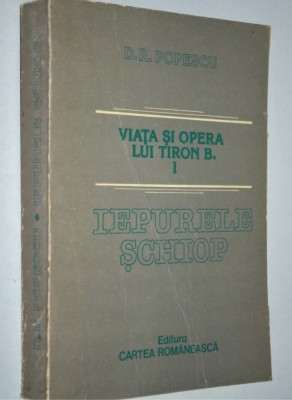 D.R. POPESCU
VIAȚA ȘI OPERA
LUI TIRON B.
I
IEPURELE
ȘCHIOP
Editura
CARTEA ROMÂNEASCĂ